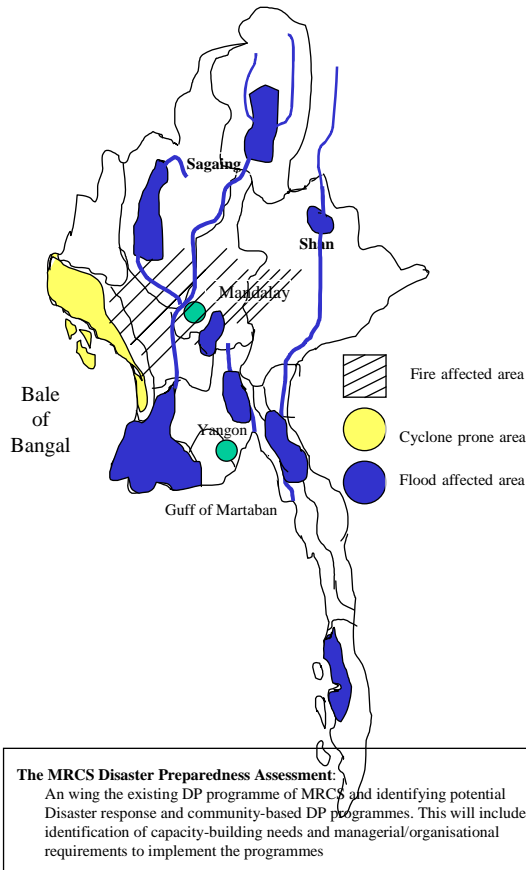 Sagaing
Shan
Mandalay
Fire affected area
Bale
of
Bangal
Cyclone prone area
Yangon
Flood affected area
Guff of Martaban
The MRCS Disaster Preparedness Assessment:
An wing the existing DP programme of MRCS and identifying potential
Disaster response and community-based DP programmes. This will include
identification of capacity-building needs and managerial/organisational
requirements to implement the programmes